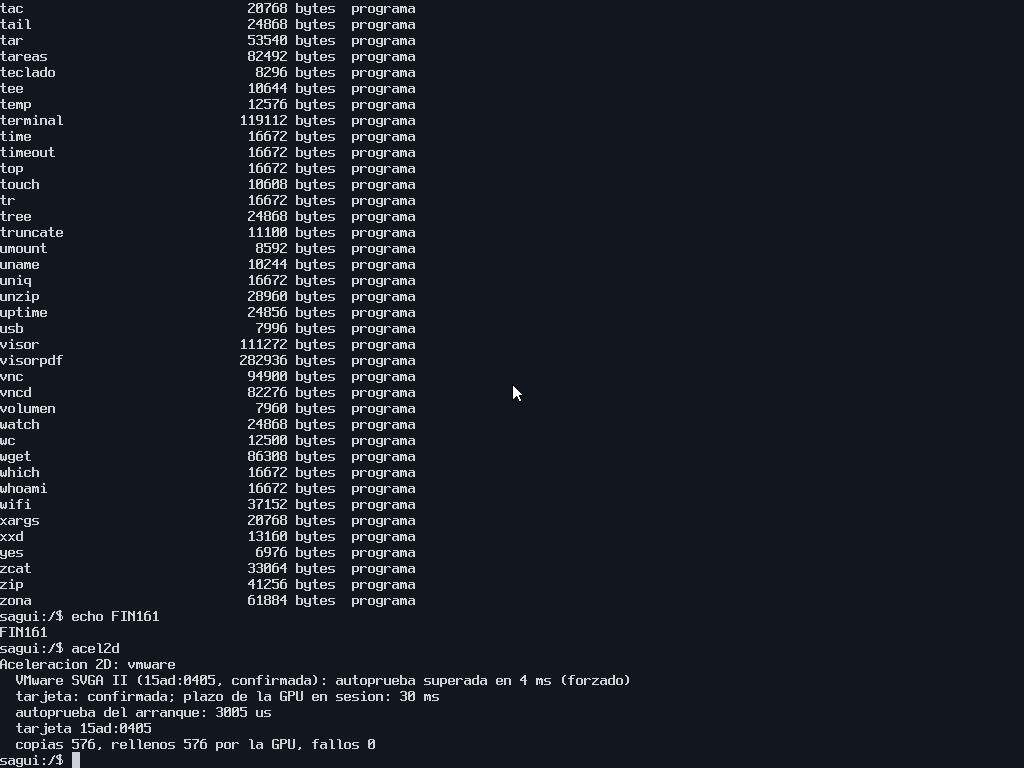 tac 20768 bytes programa
tail 24868 bytes programa
tar 53540 bytes programa
tareas 82492 bytes programa
teclado 8296 bytes programa
tee 10644 bytes programa
temp 12576 bytes programa
terminal 119112 bytes programa
time 16672 bytes programa
timeout 16672 bytes programa
top 16672 bytes programa
touch 10608 bytes programa
tr 16672 bytes programa
tree 24868 bytes programa
truncate 11100 bytes programa
umount 8592 bytes programa
uname 10244 bytes programa
uniq 16672 bytes programa
unzip 28960 bytes programa
uptime 24856 bytes programa
usb 7996 bytes programa
visor 111272 bytes programa
visorpdf 282936 bytes programa
vnc 94900 bytes programa
vncd 82276 bytes programa
volumen 7960 bytes programa
watch 24868 bytes programa
wc 12500 bytes programa
wget 86308 bytes programa
which 16672 bytes programa
whoami 16672 bytes programa
wifi 37152 bytes programa
xargs 20768 bytes programa
xxd 13160 bytes programa
yes 6976 bytes programa
zcat 33064 bytes programa
zip 41256 bytes programa
zona 61884 bytes programa
sagui:/$ echo FIN161
FIN161
sagui:/$ acel2d
Aceleracion 2D: vmware
VMware SVGA II (15ad:0405, confirmada): autoprueba superada en 4 ms (forzado)
tarjeta: confirmada; plazo de la GPU en sesion: 30 ms
autoprueba del arranque: 3005 us
tarjeta 15ad:0405
copias 576, rellenos 576 por la GPU, fallos 0
sagui:/$